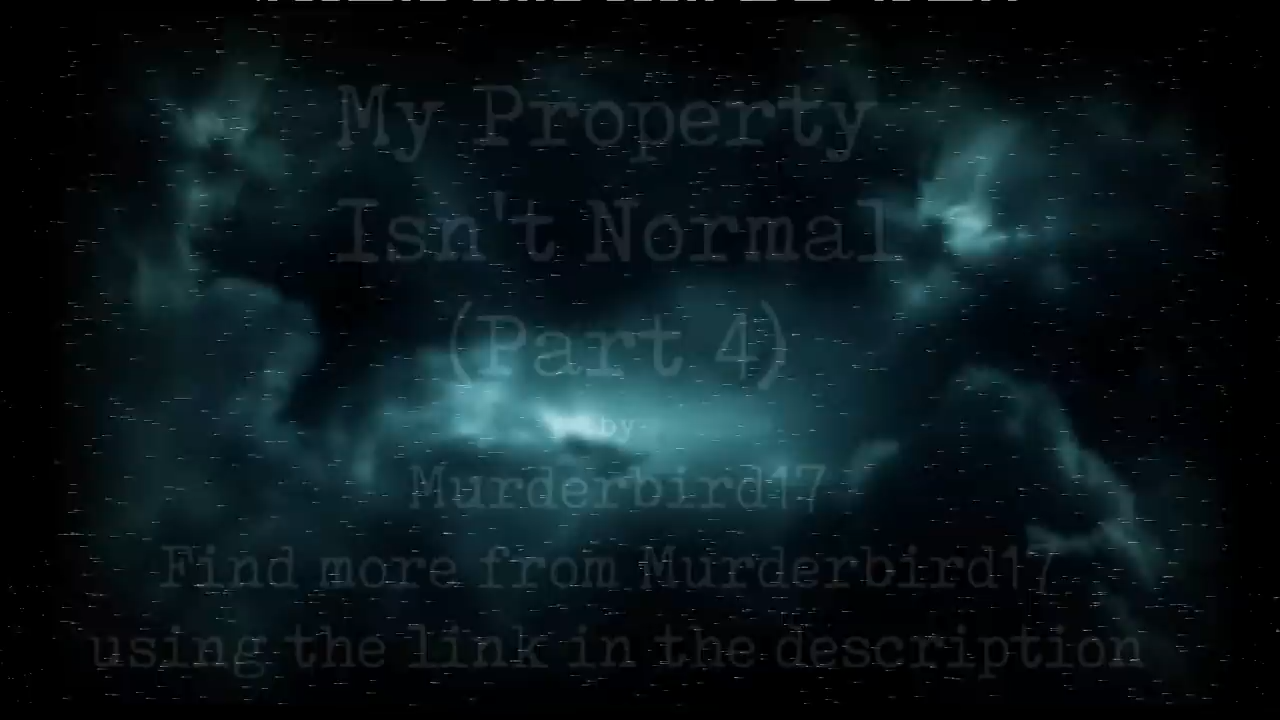 My Property
Isn't Normal
(Part 4)
by
Murderbird17
Find more from Murderbird17
using the link in the description